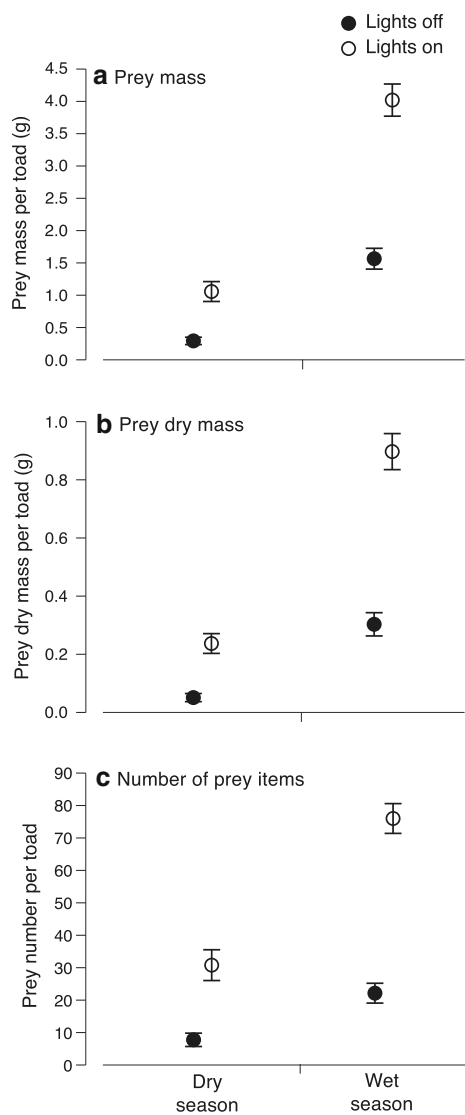 Lights off
Lights on
a Prey mass
Prey mass per toad (g)
4.5
4.0
3.5
3.0
2.5
2.0
1.5
1.0
0.5
0.0
b Prey dry mass
Prey dry mass per toad (g)
1.0
0.8
0.6
0.4
0.2
0.0
c Number of prey items
Prey number per toad
90
80
70
60
50
40
30
20
10
0
Dry season
Wet season